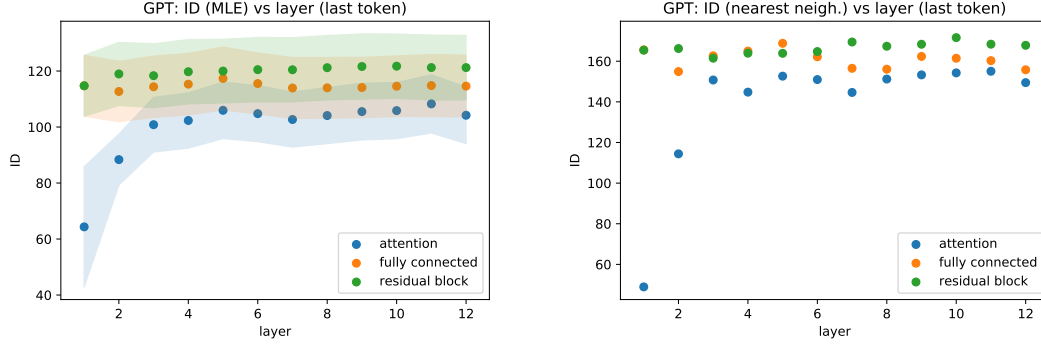 GPT: ID (MLE) vs layer (last token)
120
100
80
60
40
ID
2
4
6
8
10
12
layer
attention
fully connected
residual block
GPT: ID (nearest neigh.) vs layer (last token)
160
140
120
100
80
60
ID
2
4
6
8
10
12
layer
attention
fully connected
residual block